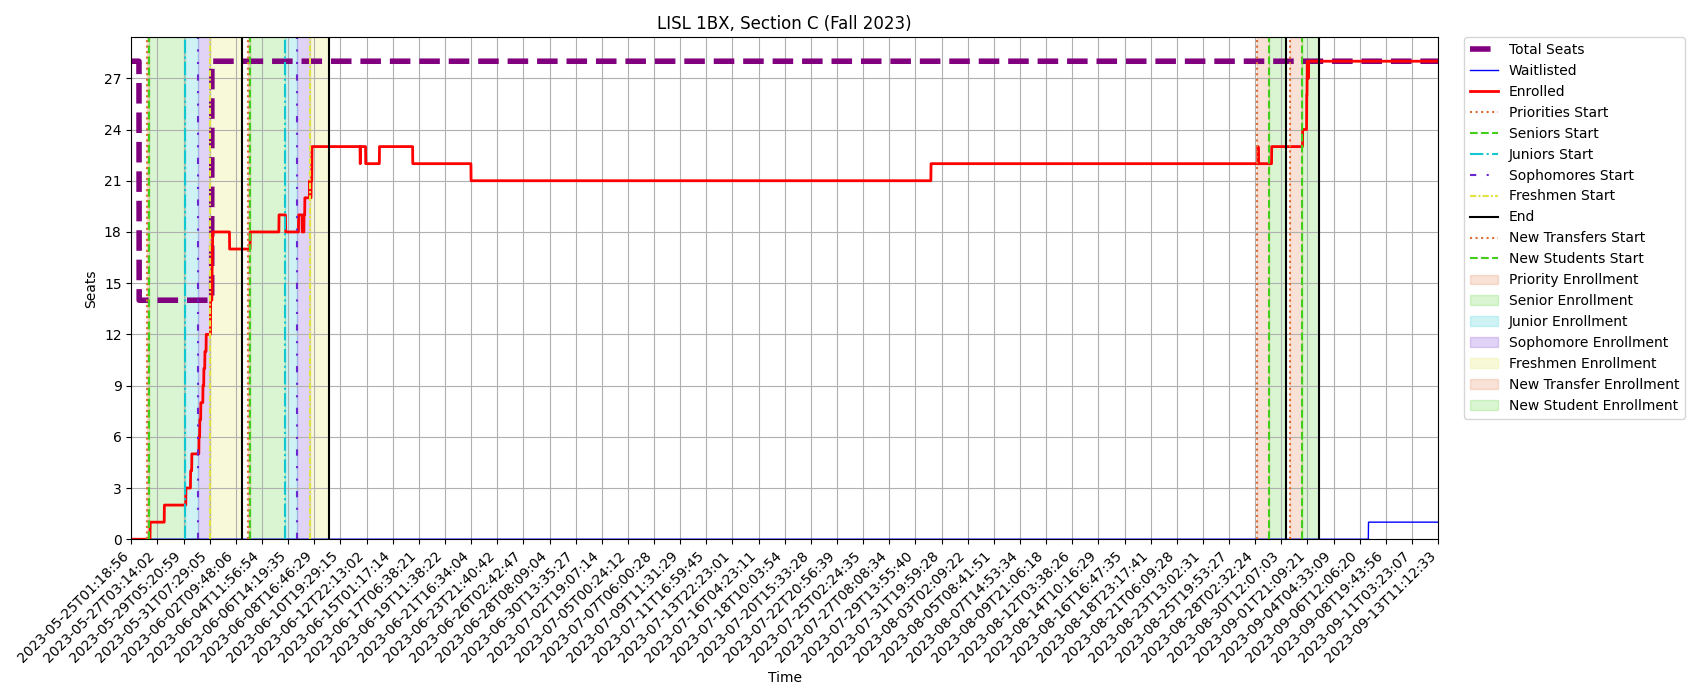 LISL 1BX, Section C (Fall 2023)
Seats
27
24
21
18
15
12
9
6
3
0
2023-05-25T01:18:56
2023-05-27T03:14:02
2023-05-29T05:20:59
2023-05-31T07:29:05
2023-06-02T09:48:06
2023-06-04T11:56:54
2023-06-06T14:19:35
2023-06-08T16:46:29
2023-06-10T19:29:15
2023-06-12T22:13:02
2023-06-15T01:17:14
2023-06-17T06:38:21
2023-06-19T11:38:22
2023-06-21T16:34:04
2023-06-23T21:40:42
2023-06-26T02:42:47
2023-06-28T08:09:04
2023-06-30T13:35:27
2023-07-02T19:07:14
2023-07-05T00:24:12
2023-07-07T06:00:28
2023-07-09T11:31:29
2023-07-11T16:59:45
2023-07-13T22:23:01
2023-07-16T04:23:11
2023-07-18T10:03:54
2023-07-20T15:33:28
2023-07-22T20:56:39
2023-07-25T02:24:35
2023-07-27T08:08:34
2023-07-29T13:55:40
2023-07-31T19:59:28
2023-08-03T02:09:22
2023-08-05T08:41:51
2023-08-07T14:53:34
2023-08-09T21:06:18
2023-08-12T03:38:26
2023-08-14T10:16:29
2023-08-16T16:47:35
2023-08-18T23:17:41
2023-08-21T06:09:28
2023-08-23T13:02:31
2023-08-25T19:53:27
2023-08-28T02:32:24
2023-08-30T12:07:03
2023-09-01T21:09:21
2023-09-04T04:33:09
2023-09-06T12:06:20
2023-09-08T19:43:56
2023-09-11T03:23:07
2023-09-13T11:12:33
Time
Total Seats
Waitlisted
Enrolled
Priorities Start
Seniors Start
Juniors Start
Sophomores Start
Freshmen Start
End
New Transfers Start
New Students Start
Priority Enrollment
Senior Enrollment
Junior Enrollment
Sophomore Enrollment
Freshmen Enrollment
New Transfer Enrollment
New Student Enrollment